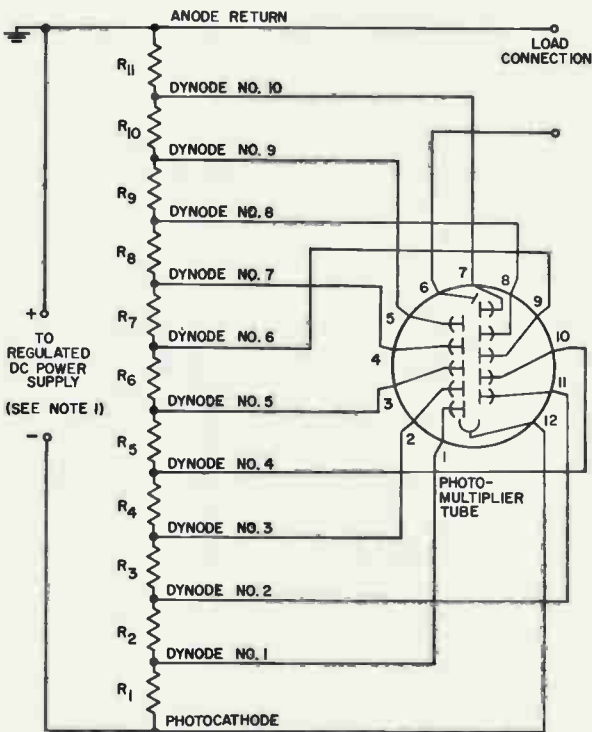 ANODE RETURN
LOAD
CONNECTION
R11
DYNODE NO. 10
R10
DYNODE NO. 9
R9
DYNODE NO. 8
R8
DYNODE NO. 7
R7
DYNODE NO. 6
R6
DYNODE NO. 5
R5
DYNODE NO. 4
R4
DYNODE NO. 3
R3
DYNODE NO. 2
R2
DYNODE NO. 1
R1
PHOTOCATHODE
+
TO
REGULATED
DC POWER
SUPPLY
(SEE NOTE 1)
-
1
2
3
4
5
6
7
8
9
10
11
12
PHOTO-
MULTIPLIER
TUBE